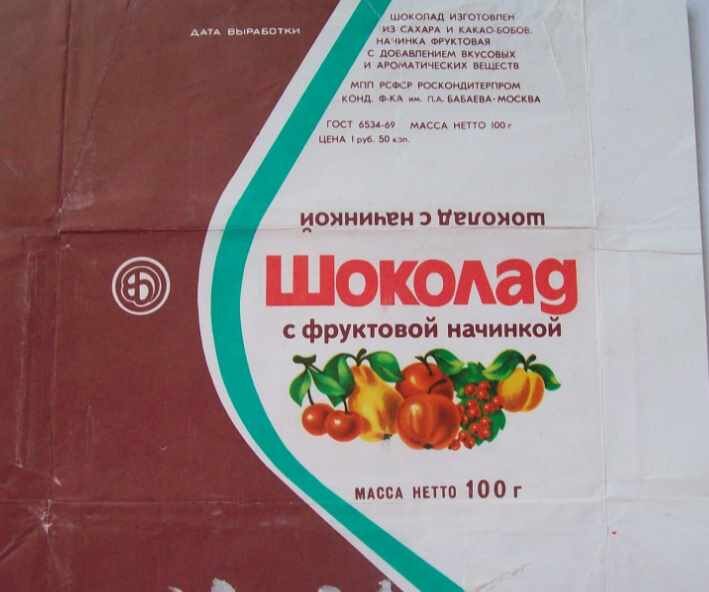 ДАТА ВЫРАБОТКИ
ШОКОЛАД ИЗГОТОВЛЕН
ИЗ САХАРА И КАКАО-БОБОВ.
НАЧИНКА ФРУКТОВАЯ
С ДОБАВЛЕНИЕМ ВКУСОВЫХ
И АРОМАТИЧЕСКИХ ВЕЩЕСТВ
МПП РСФСР РОСКОНДИТЕРПРОМ
КОНД. Ф-КА им. П.А. БАБАЕВА-МОСКВА
ГОСТ 6534-69 МАССА НЕТТО 100 г
ЦЕНА 1 руб. 50 коп.
шоколад с начинкой
Шоколад
с фруктовой начинкой
МАССА НЕТТО 100 г